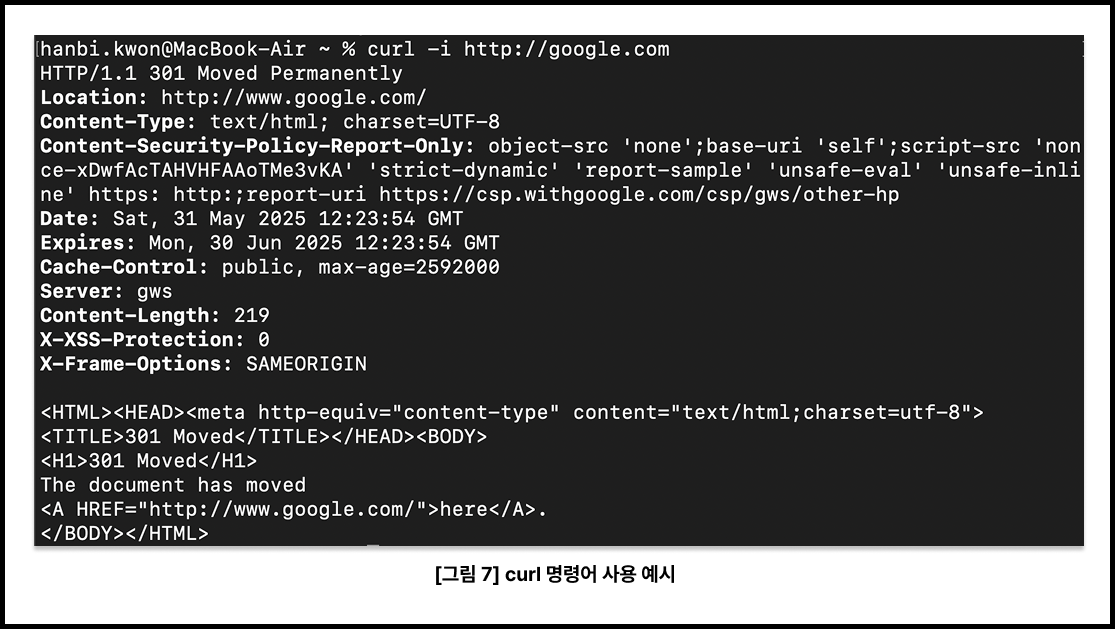 [hanbi.kwon@MacBook-Air ~ % curl -i http://google.com
HTTP/1.1 301 Moved Permanently
Location: http://www.google.com/
Content-Type: text/html; charset=UTF-8
Content-Security-Policy-Report-Only: object-src 'none';base-uri 'self';script-src 'non
ce-xDwfAcTAHVHFAAoTMe3vKA' 'strict-dynamic' 'report-sample' 'unsafe-eval' 'unsafe-inli
ne' https: http:;report-uri https://csp.withgoogle.com/csp/gws/other-hp
Date: Sat, 31 May 2025 12:23:54 GMT
Expires: Mon, 30 Jun 2025 12:23:54 GMT
Cache-Control: public, max-age=2592000
Server: gws
Content-Length: 219
X-XSS-Protection: 0
X-Frame-Options: SAMEORIGIN
<HTML><HEAD><meta http-equiv="content-type" content="text/html;charset=utf-8">
<TITLE>301 Moved</TITLE></HEAD><BODY>
<H1>301 Moved</H1>
The document has moved
<A HREF="http://www.google.com/">here</A>.
</BODY></HTML>
[그림 7] curl 명령어 사용 예시